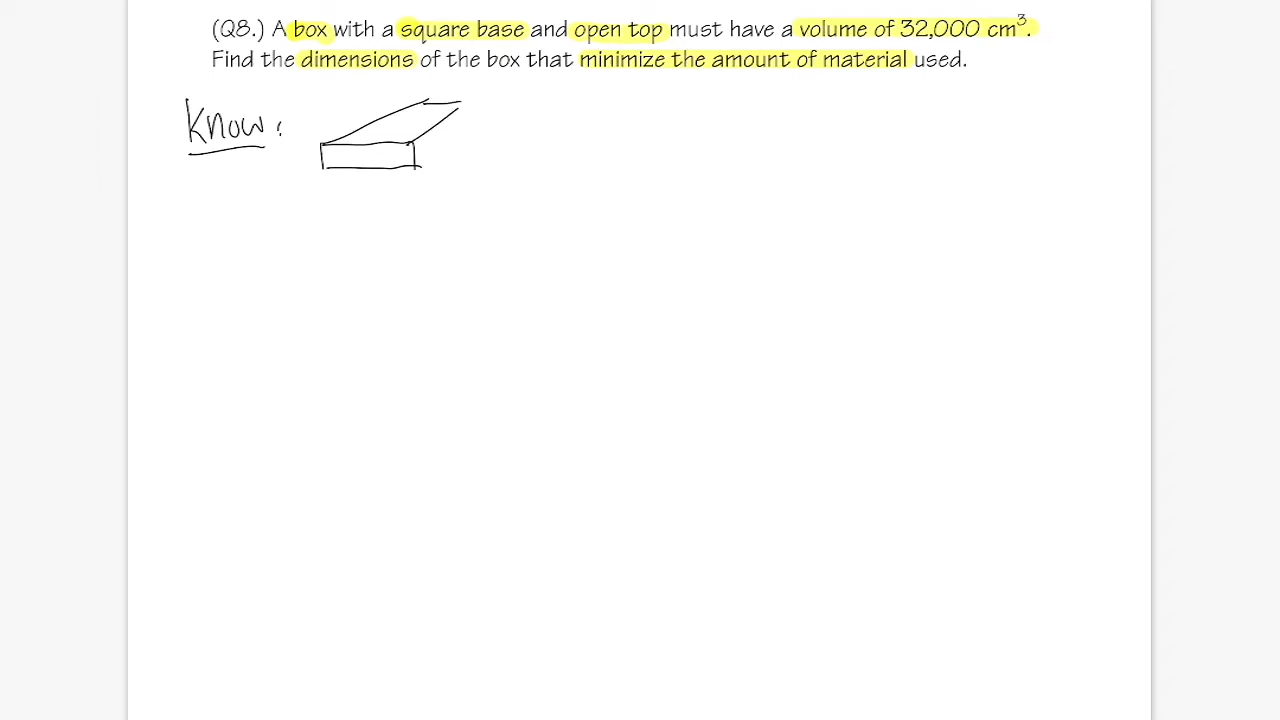 (Q8.) A box with a square base and open top must have a volume of 32,000 cm³.
Find the dimensions of the box that minimize the amount of material used.
Know: